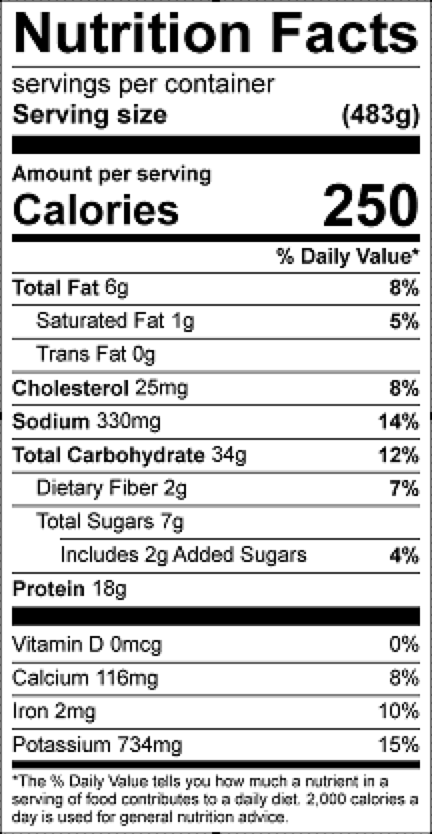 Nutrition Facts
servings per container
Serving size (483g)
Amount per serving
Calories 250
% Daily Value*
Total Fat 6g 8%
Saturated Fat 1g 5%
Trans Fat 0g
Cholesterol 25mg 8%
Sodium 330mg 14%
Total Carbohydrate 34g 12%
Dietary Fiber 2g 7%
Total Sugars 7g
Includes 2g Added Sugars 4%
Protein 18g
Vitamin D 0mcg 0%
Calcium 116mg 8%
Iron 2mg 10%
Potassium 734mg 15%
*The % Daily Value tells you how much a nutrient in a
serving of food contributes to a daily diet. 2,000 calories a
day is used for general nutrition advice.